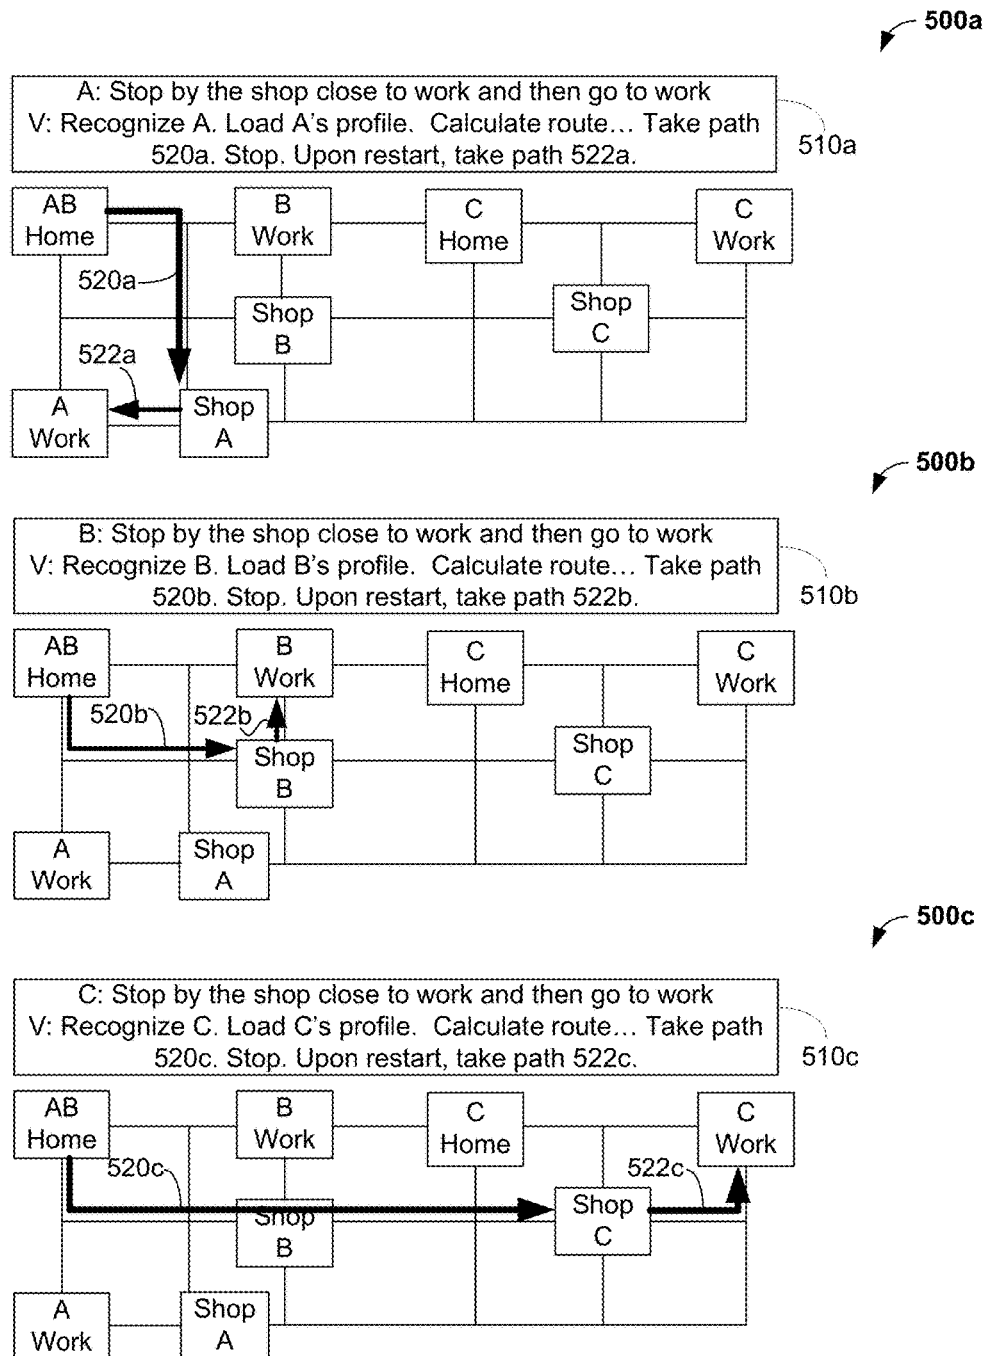 500a
A: Stop by the shop close to work and then go to work
V: Recognize A. Load A's profile. Calculate route... Take path
520a. Stop. Upon restart, take path 522a.
510a
AB
Home
B
Work
C
Home
C
Work
520a
Shop
B
Shop
C
522a
A
Work
Shop
A
500b
B: Stop by the shop close to work and then go to work
V: Recognize B. Load B's profile. Calculate route... Take path
520b. Stop. Upon restart, take path 522b.
510b
AB
Home
B
Work
C
Home
C
Work
520b
522b
Shop
B
Shop
C
A
Work
Shop
A
500c
C: Stop by the shop close to work and then go to work
V: Recognize C. Load C's profile. Calculate route... Take path
520c. Stop. Upon restart, take path 522c.
510c
AB
Home
B
Work
C
Home
C
Work
520c
522c
Shop
B
Shop
C
A
Work
Shop
A